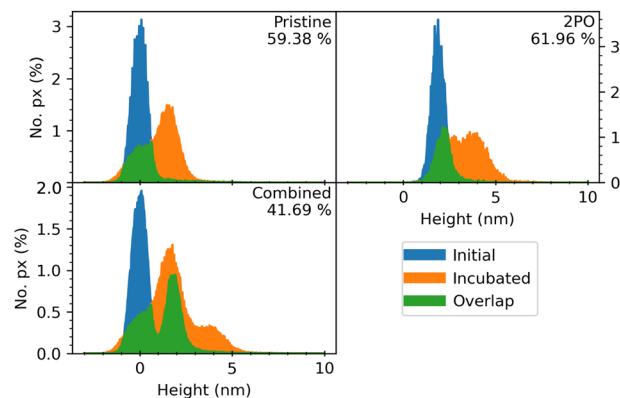 Pristine
59.38 %
No. px (%)
3
2
1
2PO
61.96 %
3
2
1
0
0 5 10
Height (nm)
Combined
41.69 %
No. px (%)
2.0
1.5
1.0
0.5
0.0
0 5 10
Height (nm)
Initial
Incubated
Overlap